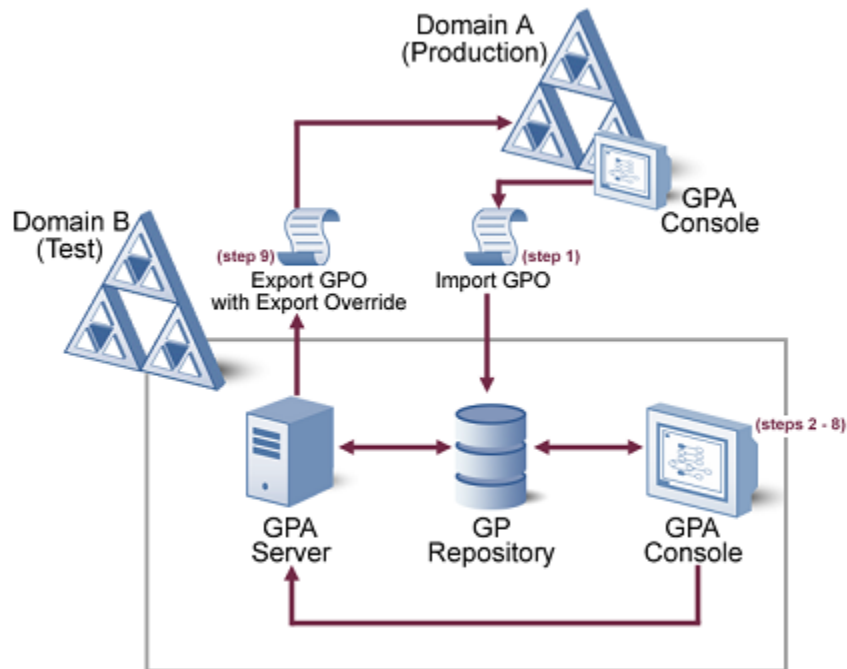 Domain A
(Production)
GPA
Console
Domain B
(Test)
(step 9)
Export GPO
with Export Override
(step 1)
Import GPO
(steps 2 - 8)
GPA
Server
GP
Repository
GPA
Console